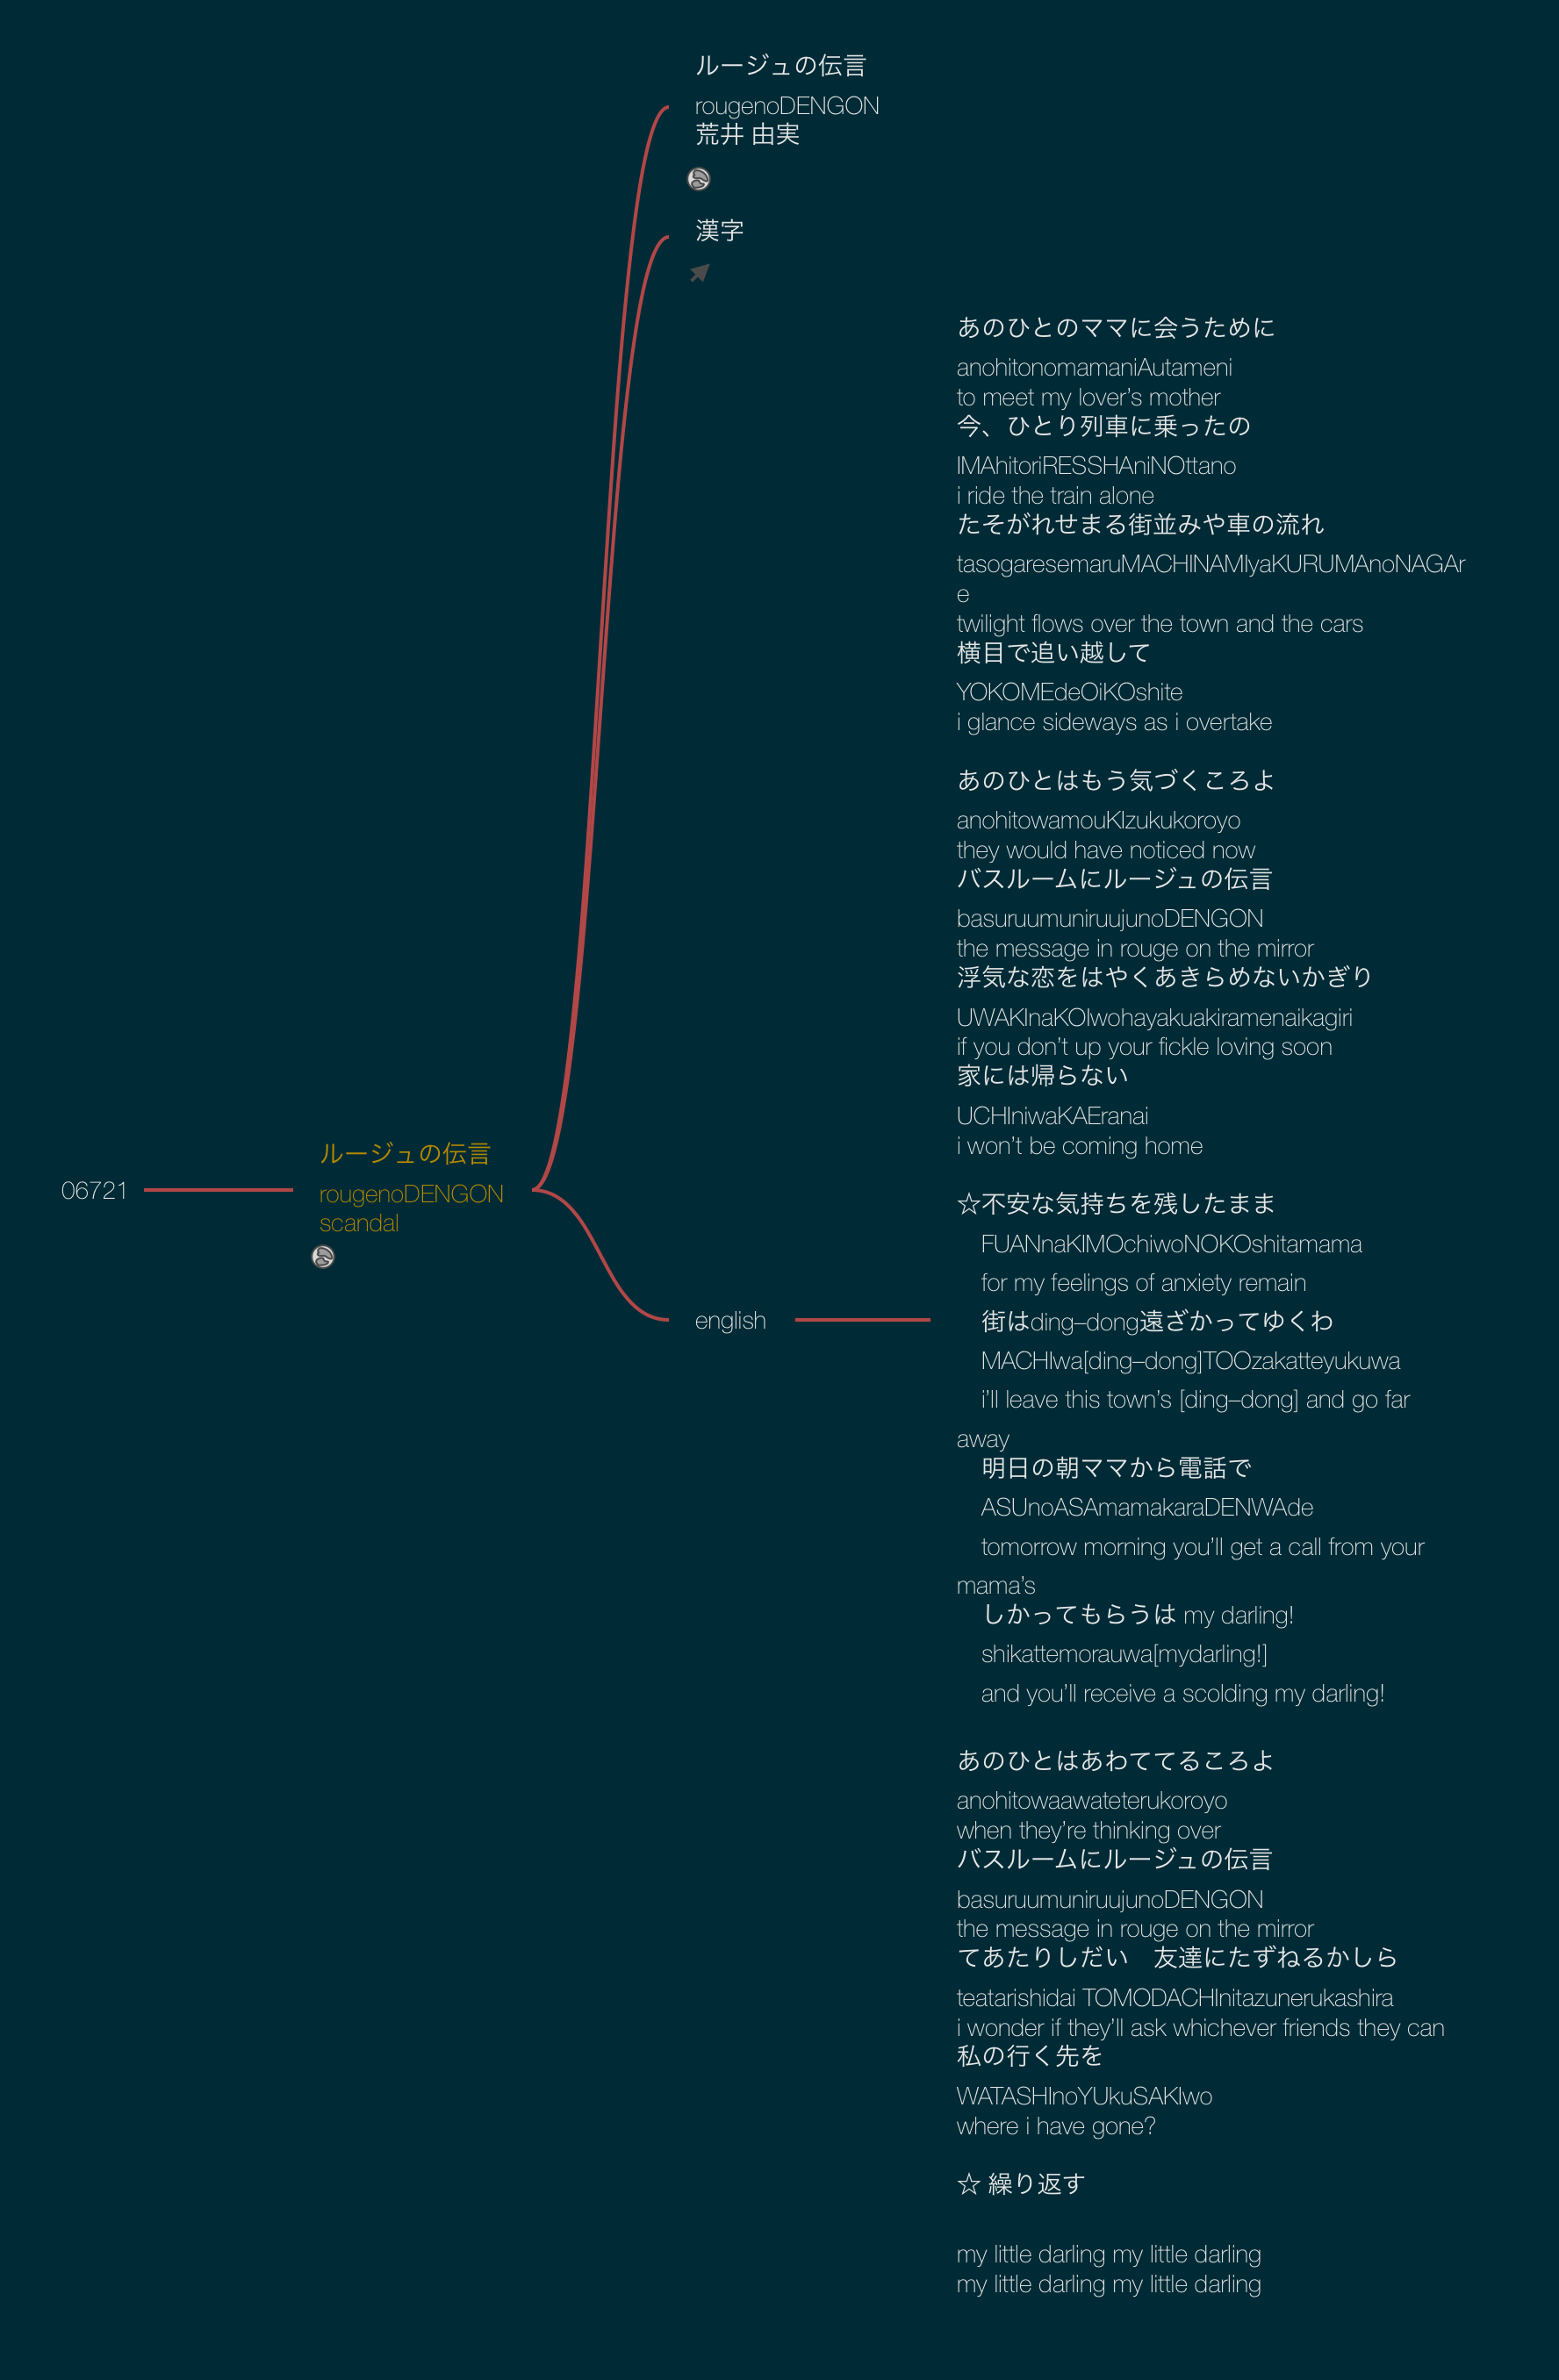 ルージュの伝言
rougenoDENGON
荒井 由実
漢字
あのひとのママに会うために
anohitonomamaniAutameni
to meet my lover’s mother
今、ひとり列車に乗ったの
IMAhitoriRESSHAniNOttano
i ride the train alone
たそがれせまる街並みや車の流れ
tasogaresemaruMACHINAMIyaKURUMAnoNAGAr
e
twilight flows over the town and the cars
横目で追い越して
YOKOMEdeOiKOshite
i glance sideways as i overtake
あのひとはもう気づくころよ
anohitowamouKIzukukoroyo
they would have noticed now
バスルームにルージュの伝言
basuruumuniruujunoDENGON
the message in rouge on the mirror
浮気な恋をはやくあきらめないかぎり
UWAKInaKOIwohayakuakiramenaikagiri
if you don’t up your fickle loving soon
家には帰らない
UCHIniwaKAEranai
i won’t be coming home
06721
ルージュの伝言
rougenoDENGON
scandal
english
☆不安な気持ちを残したまま
FUANnaKIMOchiwoNOKOshitamama
for my feelings of anxiety remain
街はding–dong遠ざかってゆくわ
MACHIwa[ding–dong]TOOzakatteyukuwa
i’ll leave this town’s [ding–dong] and go far
away
明日の朝ママから電話で
ASUnoASAmamakaraDENWAde
tomorrow morning you’ll get a call from your
mama’s
しかってもらうは my darling!
shikattemorauwa[mydarling!]
and you’ll receive a scolding my darling!
あのひとはあわててるころよ
anohitowaawateterukoroyo
when they’re thinking over
バスルームにルージュの伝言
basuruumuniruujunoDENGON
the message in rouge on the mirror
てあたりしだい　友達にたずねるかしら
teatarishidai TOMODACHInitazunerukashira
i wonder if they’ll ask whichever friends they can
私の行く先を
WATASHInoYUkuSAKIwo
where i have gone?
☆ 繰り返す
my little darling my little darling
my little darling my little darling